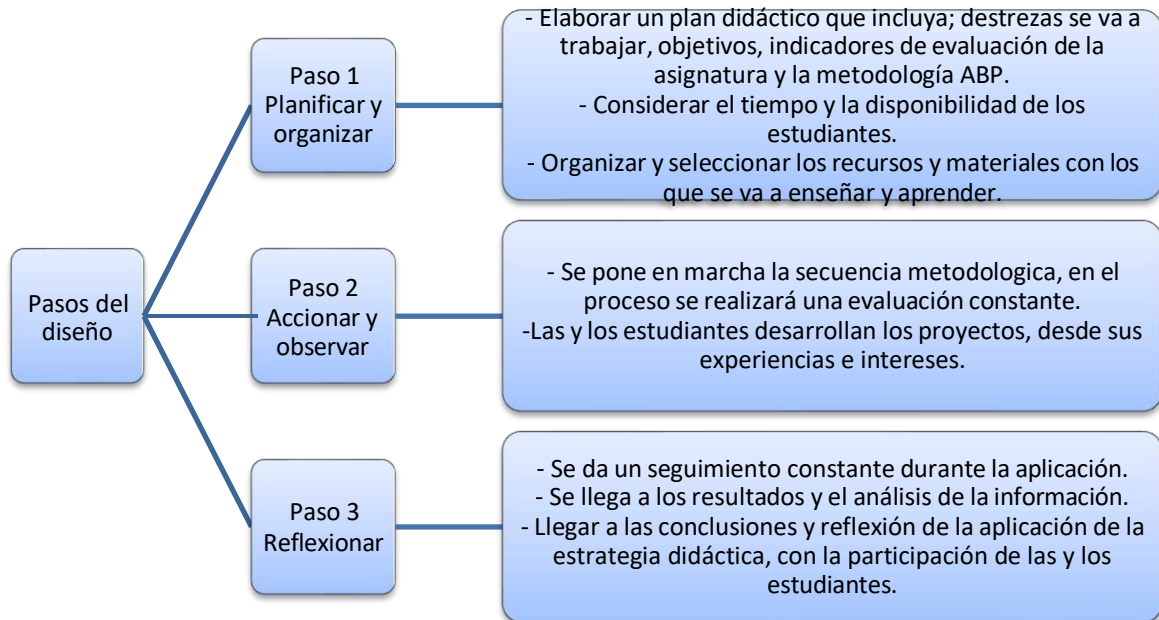 Pasos del
diseño
Paso 1
Planificar y
organizar
- Elaborar un plan didáctico que incluya; destrezas se va a
trabajar, objetivos, indicadores de evaluación de la
asignatura y la metodología ABP.
- Considerar el tiempo y la disponibilidad de los
estudiantes.
- Organizar y seleccionar los recursos y materiales con los
que se va a enseñar y aprender.
Paso 2
Accionar y
observar
- Se pone en marcha la secuencia metodologica, en el
proceso se realizará una evaluación constante.
-Las y los estudiantes desarrollan los proyectos, desde sus
experiencias e intereses.
Paso 3
Reflexionar
- Se da un seguimiento constante durante la aplicación.
- Se llega a los resultados y el análisis de la información.
- Llegar a las conclusiones y reflexión de la aplicación de la
estrategia didáctica, con la participación de las y los
estudiantes.